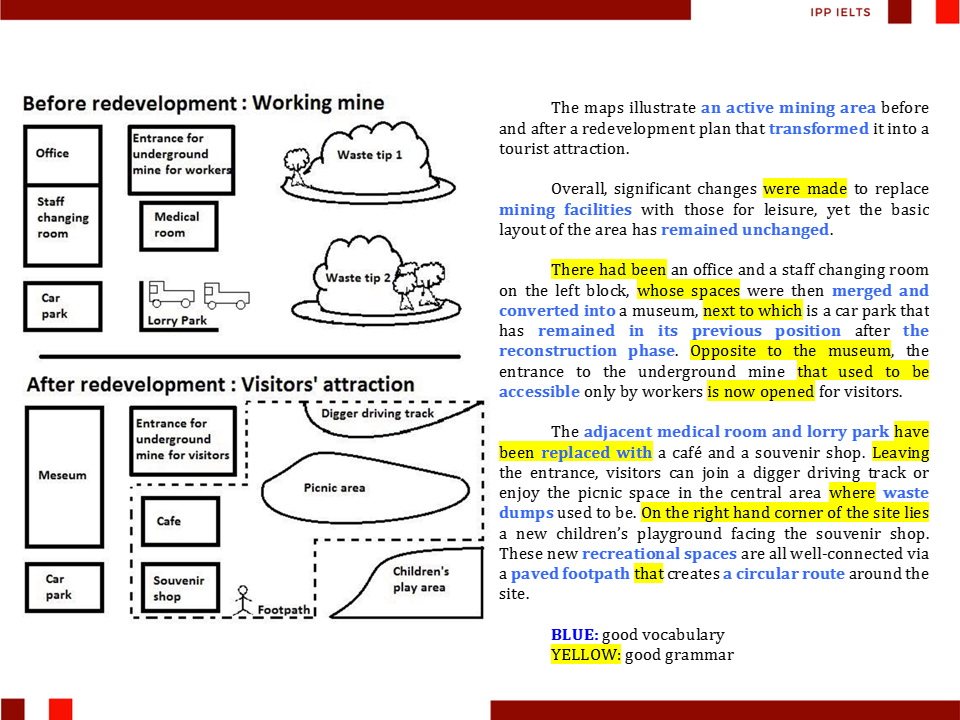 IPP IELTS
Before redevelopment : Working mine
Office
Staff
changing
room
Car
park
Entrance for
underground
mine for workers
Medical
room
Lorry Park
Waste tip 1
Waste tip 2
After redevelopment : Visitors' attraction
Meseum
Car
park
Entrance for
underground
mine for visitors
Cafe
Souvenir
shop
Footpath
Digger driving track
Picnic area
Children's
play area
The maps illustrate an active mining area before
and after a redevelopment plan that transformed it into a
tourist attraction.
Overall, significant changes were made to replace
mining facilities with those for leisure, yet the basic
layout of the area has remained unchanged.
There had been an office and a staff changing room
on the left block, whose spaces were then merged and
converted into a museum, next to which is a car park that
has remained in its previous position after the
reconstruction phase. Opposite to the museum, the
entrance to the underground mine that used to be
accessible only by workers is now opened for visitors.
The adjacent medical room and lorry park have
been replaced with a café and a souvenir shop. Leaving
the entrance, visitors can join a digger driving track or
enjoy the picnic space in the central area where waste
dumps used to be. On the right hand corner of the site lies
a new children’s playground facing the souvenir shop.
These new recreational spaces are all well-connected via
a paved footpath that creates a circular route around the
site.
BLUE: good vocabulary
YELLOW: good grammar